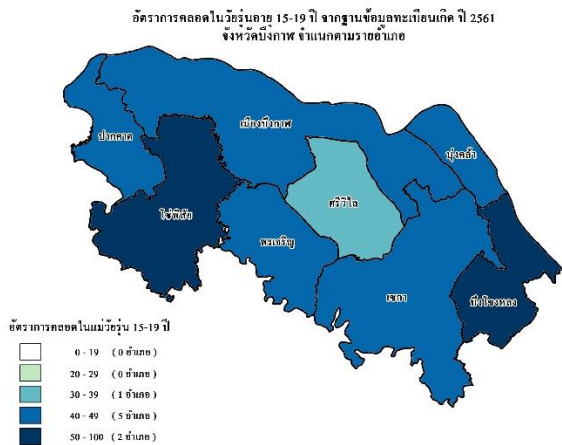 อัตราการคลอดในวัยรุ่นอายุ 15-19 ปี จากฐานข้อมูลทะเบียนเกิด ปี 2561
จังหวัดบึงกาฬ จำแนกตามรายอำเภอ
เมืองบึงกาฬ
ปากคาด
บุ่งคล้า
ศรีวิไล
โซ่พิสัย
พรเจริญ
เซกา
บึงโขงหลง
อัตราการคลอดในแม่วัยรุ่น 15-19 ปี
0 - 19 ( 0 อำเภอ )
20 - 29 ( 0 อำเภอ )
30 - 39 ( 1 อำเภอ )
40 - 49 ( 5 อำเภอ )
50 - 100 ( 2 อำเภอ )